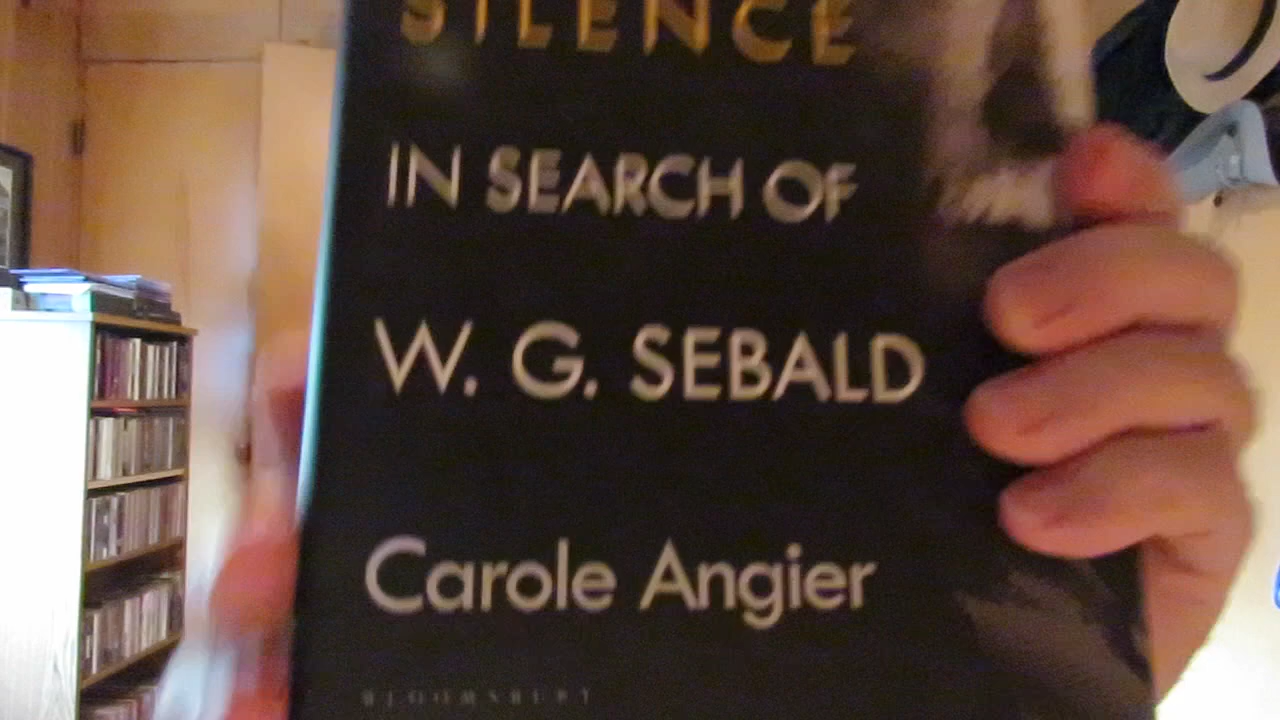 SILENCE
IN SEARCH OF
W. G. SEBALD
Carole Angier
BLOOMSBURY